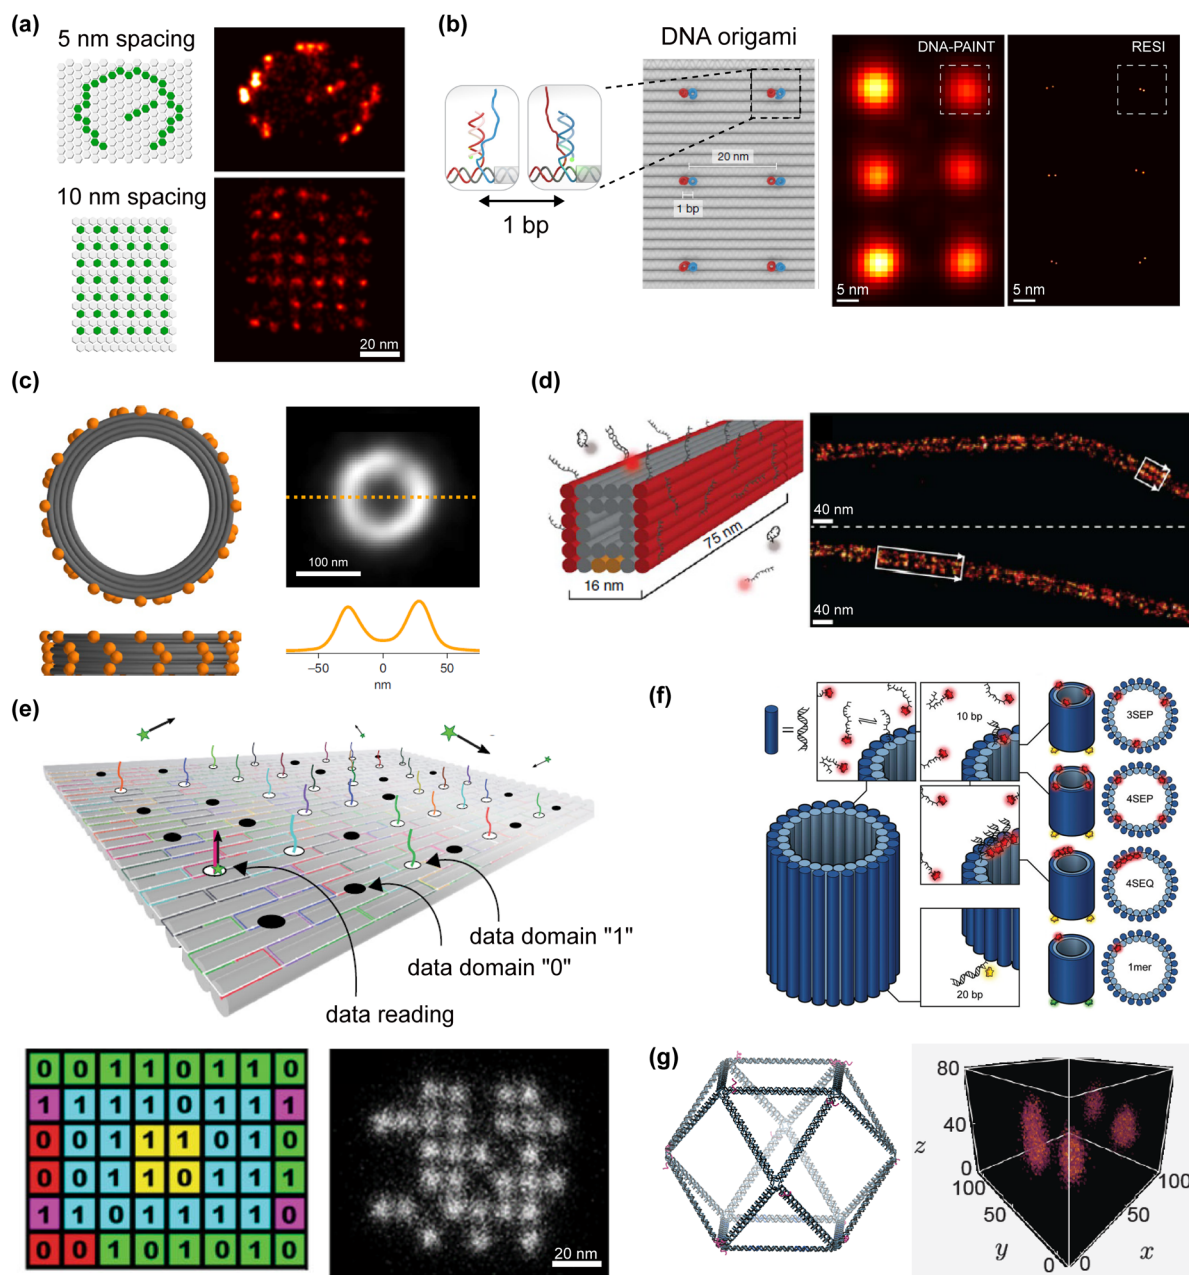 (a)
5 nm spacing
10 nm spacing
20 nm
(b)
DNA origami
1 bp
20 nm
1 bp
DNA-PAINT
5 nm
RESI
5 nm
(c)
100 nm
−50 0 50
nm
(d)
75 nm
16 nm
40 nm
40 nm
(e)
data domain "1"
data domain "0"
data reading
0 0 1 1 1 1 1 0
1 1 1 1 0 1 1 1
0 0 1 1 1 0 1 0
0 0 1 1 0 0 1 1
1 1 0 1 1 1 1 0
0 0 1 0 1 0 1 0
20 nm
(f)
=
10 bp
20 bp
3SEP
4SEP
4SEQ
1mer
(g)
80
40
0
z
100
50
0
y
100
50
0
x